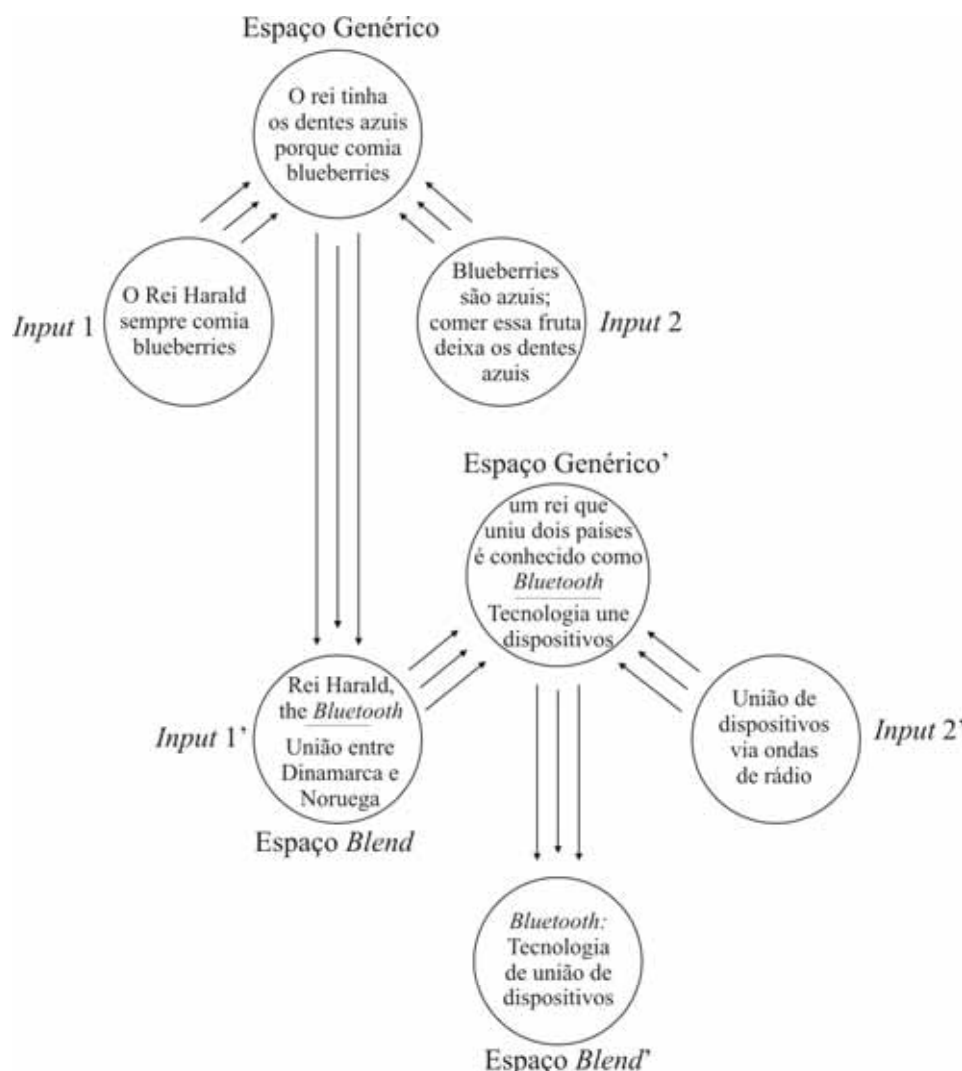 Espaço Genérico
O rei tinha
os dentes azuis
porque comia
blueberries
Input 1
O Rei Harald
sempre comia
blueberries
Blueberries
são azuis;
comer essa fruta
deixa os dentes
azuis
Input 2
Espaço Genérico’
um rei que
uniu dois países
é conhecido como
Bluetooth
Tecnologia une
dispositivos
Input 1’
Rei Harald,
the Bluetooth
União entre
Dinamarca e
Noruega
Espaço Blend
União de
dispositivos
via ondas
de rádio
Input 2’
Bluetooth:
Tecnologia
de união de
dispositivos
Espaço Blend’